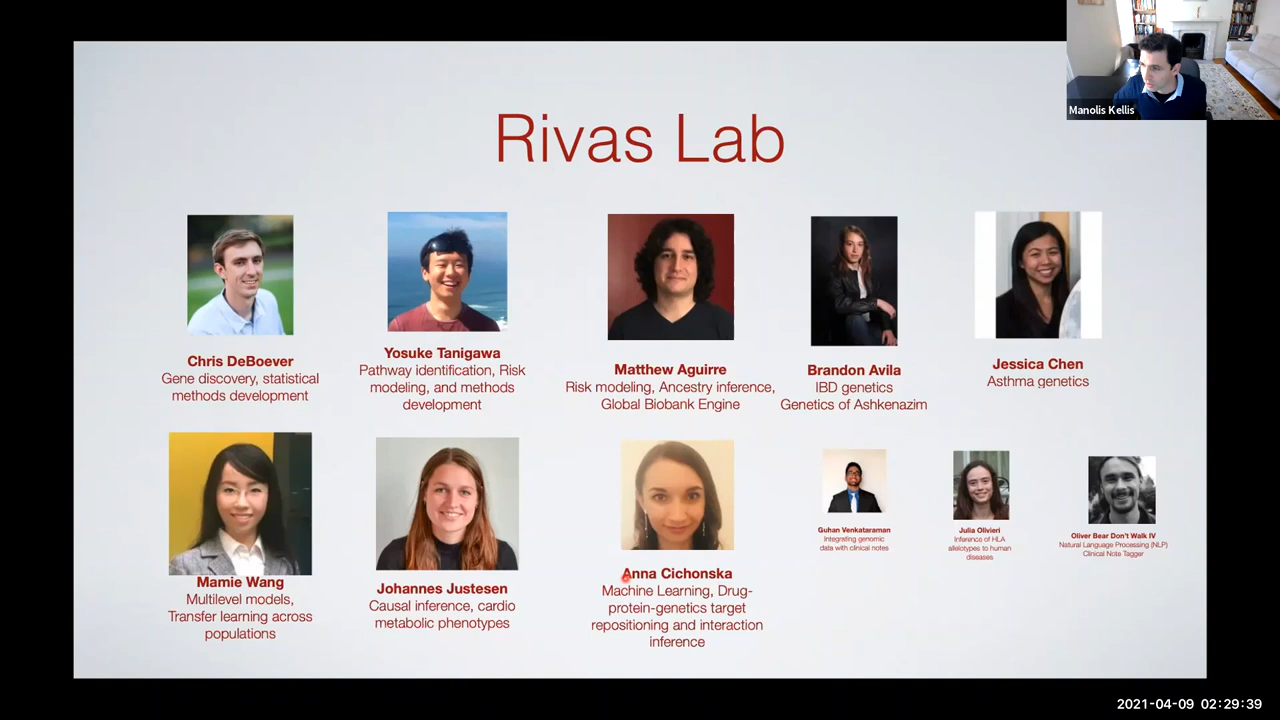 Manolis Kellis
Rivas Lab
Chris DeBoever
Gene discovery, statistical
methods development
Yosuke Tanigawa
Pathway identification, Risk
modeling, and methods
development
Matthew Aguirre
Risk modeling, Ancestry inference,
Global Biobank Engine
Brandon Avila
IBD genetics
Genetics of Ashkenazim
Jessica Chen
Asthma genetics
Mamie Wang
Multilevel models,
Transfer learning across
populations
Johannes Justesen
Causal inference, cardio
metabolic phenotypes
Anna Cichonska
Machine Learning, Drug-
protein-genetics target
repositioning and interaction
inference
Guhan Venkataraman
Integrating genomic
data with clinical notes
Julia Olivieri
Inference of HLA
allelotypes to human
diseases
Oliver Bear Don't Walk IV
Natural Language Processing (NLP)
Clinical Note Tagger
2021-04-09 02:29:39